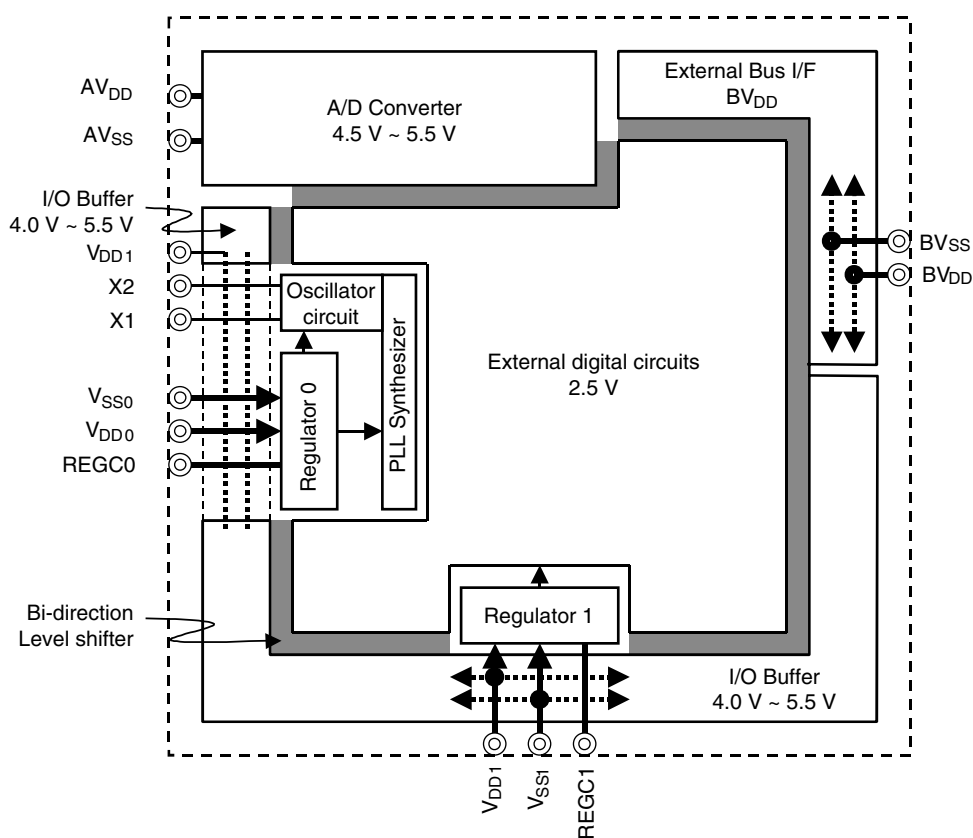 AVDD
AVSS
A/D Converter
4.5 V ~ 5.5 V
External Bus I/F
BVDD
I/O Buffer
4.0 V ~ 5.5 V
VDD1
X2
X1
Oscillator
circuit
PLL Synthesizer
Regulator 0
VSS0
VDD0
REGC0
External digital circuits
2.5 V
BVSS
BVDD
Bi-direction
Level shifter
Regulator 1
I/O Buffer
4.0 V ~ 5.5 V
VDD1
VSS1
REGC1